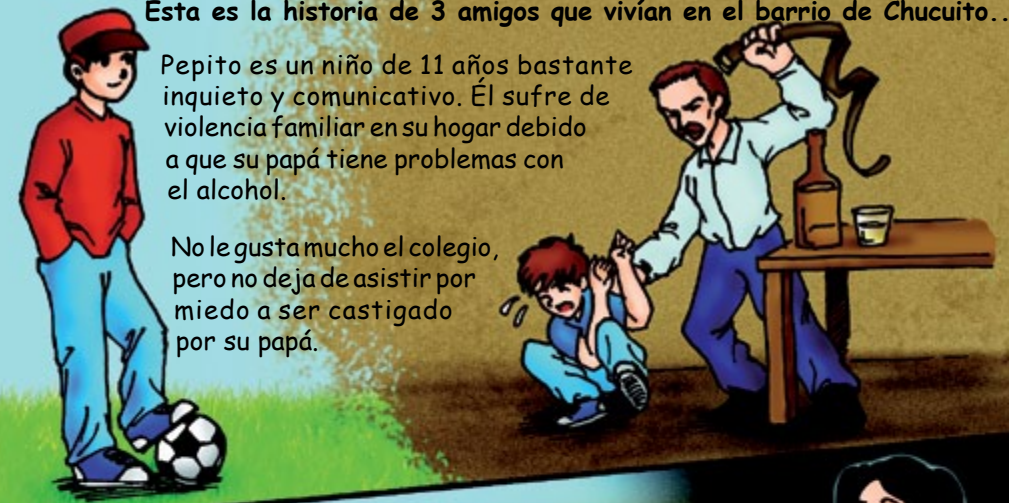 Esta es la historia de 3 amigos que vivían en el barrio de Chucuito..
Pepito es un niño de 11 años bastante
inquieto y comunicativo. Él sufre de
violencia familiar en su hogar debido
a que su papá tiene problemas con
el alcohol.
No le gusta mucho el colegio,
pero no deja de asistir por
miedo a ser castigado
por su papá.